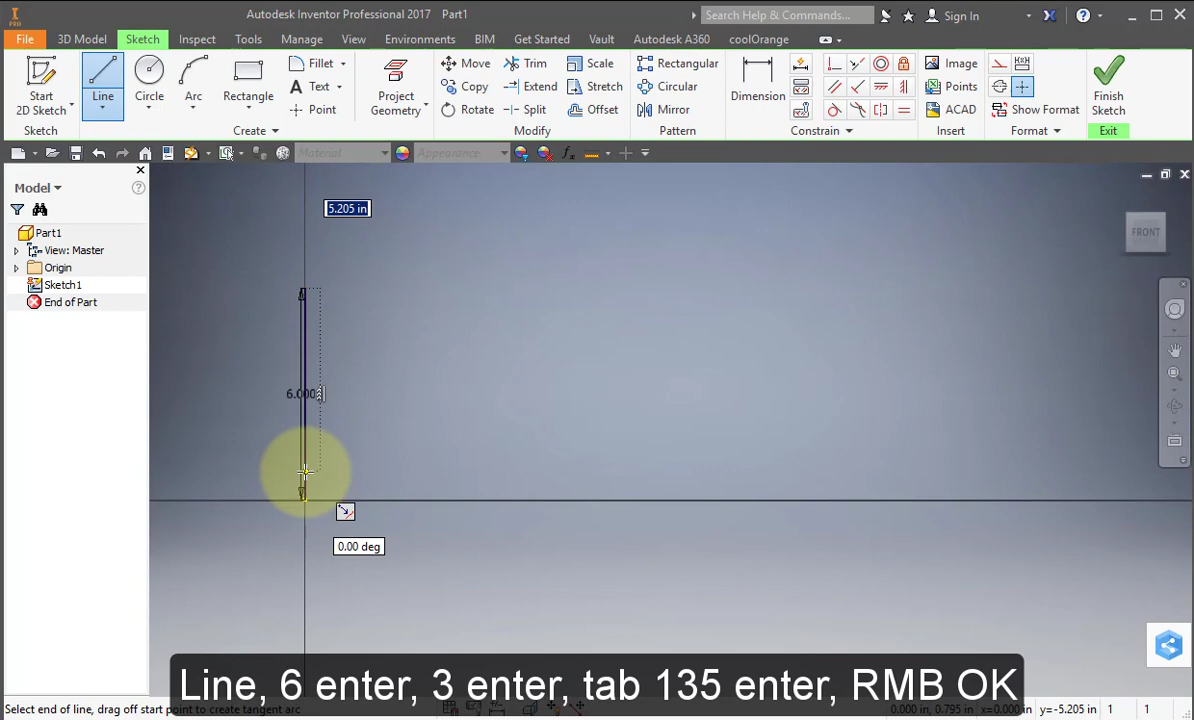 Autodesk Inventor Professional 2017 Part1
Search Help & Commands...
Sign In
PRO
File 3D Model Sketch Inspect Tools Manage View Environments BIM Get Started Vault Autodesk A360 coolOrange
Start
2D Sketch
Line
Circle
Arc
Rectangle
Fillet
Text
Point
Project
Geometry
Move
Copy
Rotate
Trim
Extend
Split
Scale
Stretch
Offset
Rectangular
Circular
Mirror
Dimension
Image
Points
ACAD
Show Format
Finish
Sketch
Sketch Create Modify Pattern Constrain Insert Format Exit
Material Appearance
Model
Part1
View: Master
Origin
Sketch1
End of Part
5.205 in
FRONT
6.000
0.00 deg
Line, 6 enter, 3 enter, tab 135 enter, RMB OK
Select end of line, drag off start point to create tangent arc
0.000 in, 0.795 in x=0.000 in y=-5.205 in 1 1